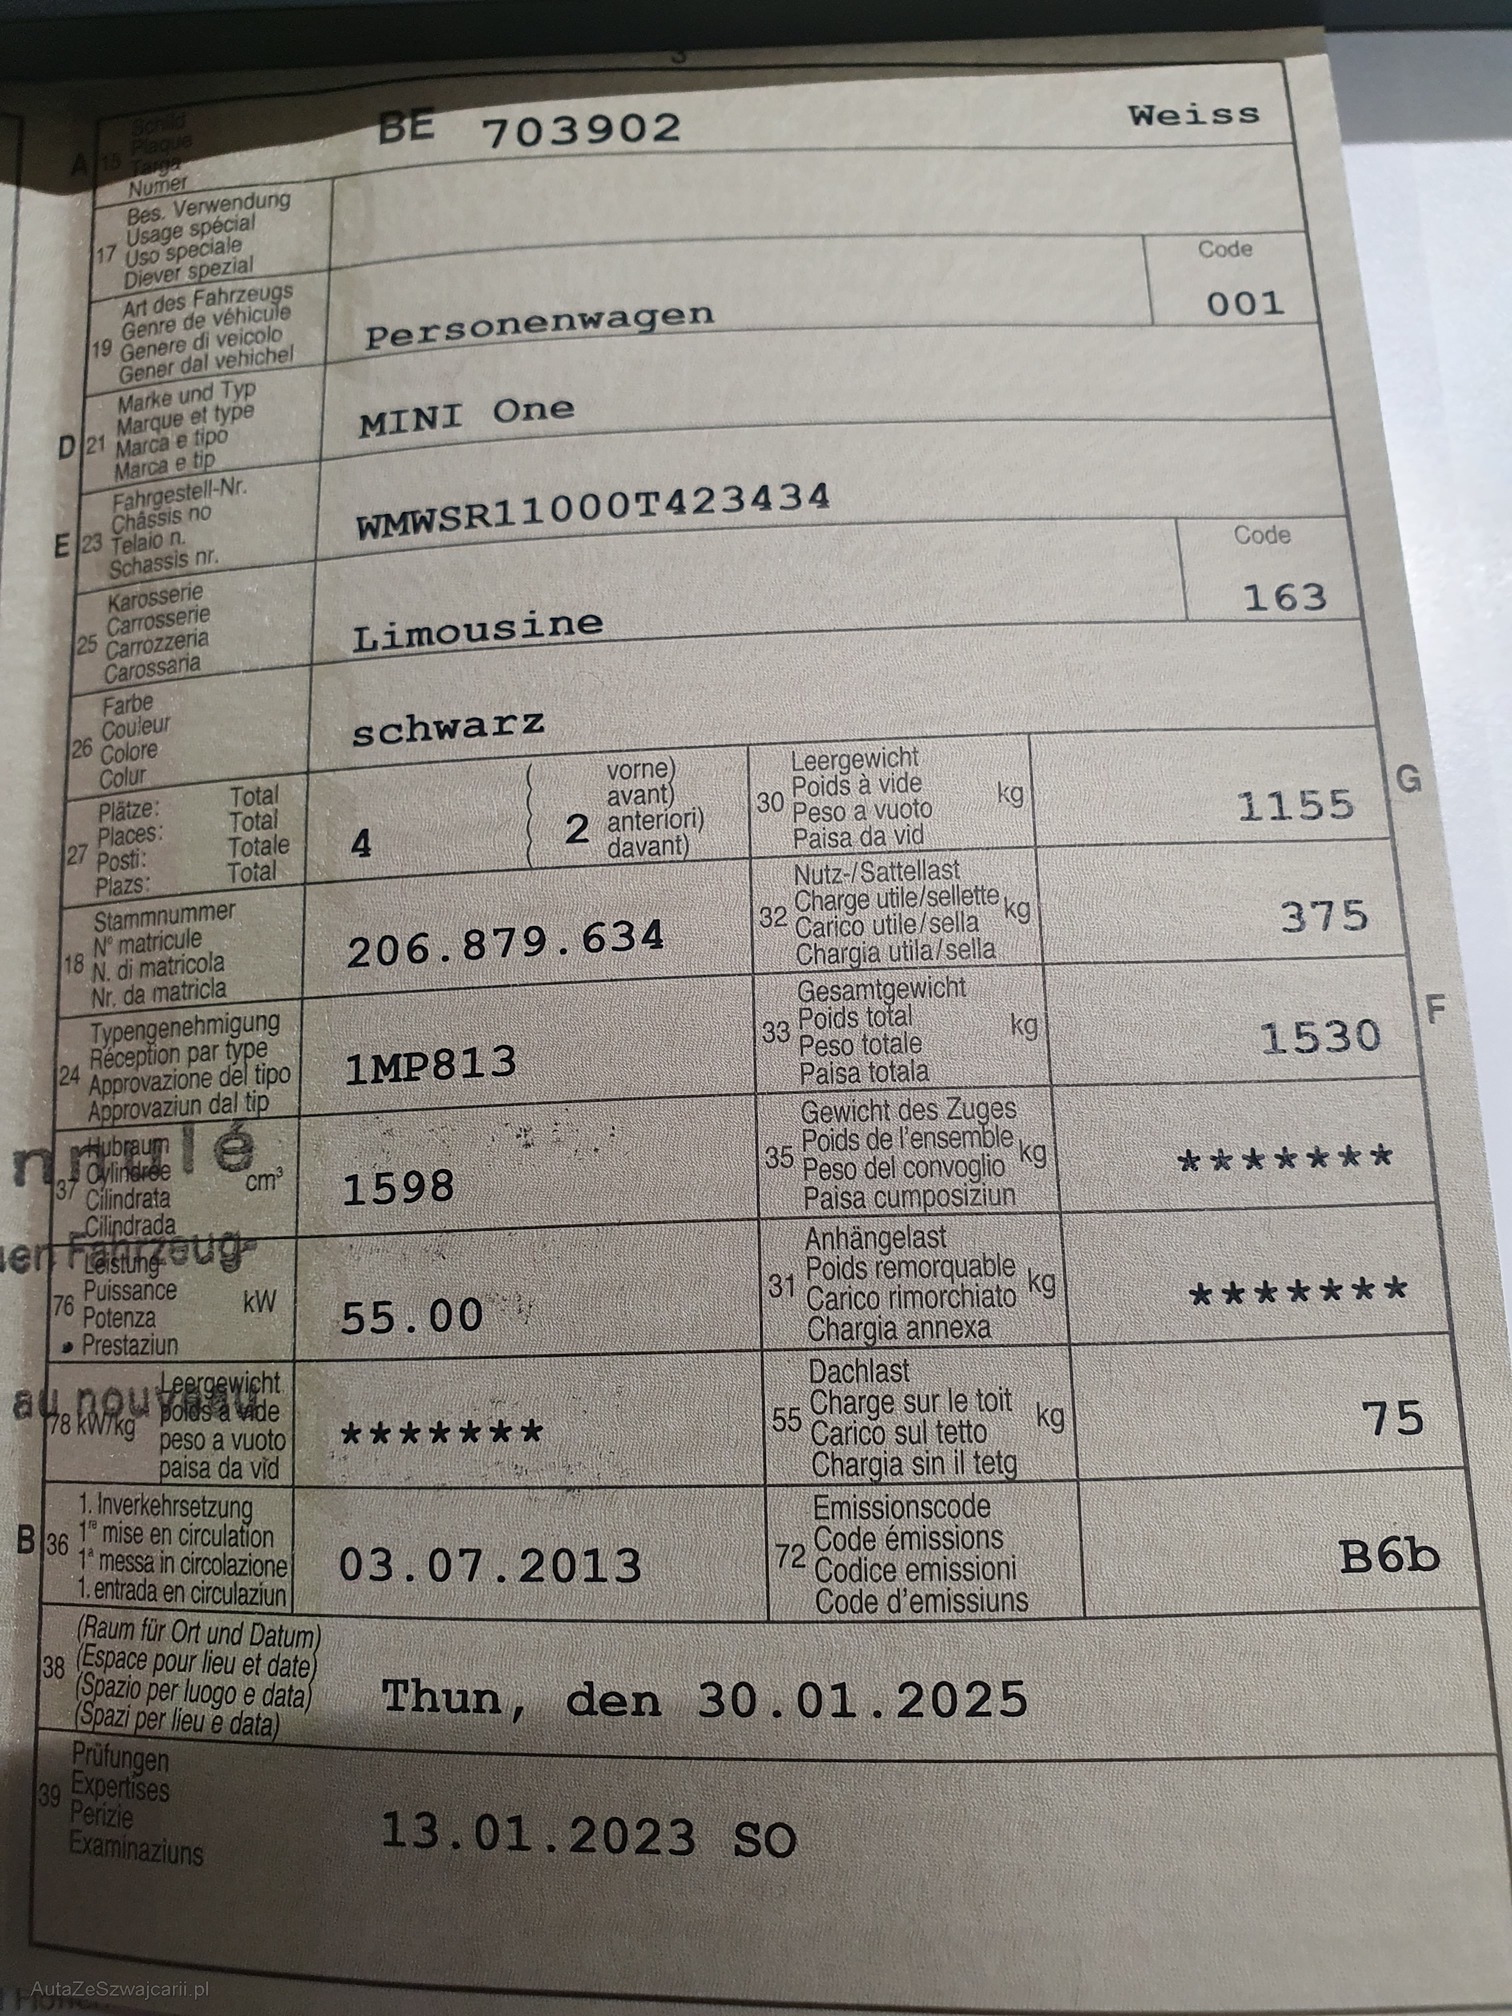 A 15 Schild
Plaque
Targa
Numer
BE 703902 Weiss
17 Bes. Verwendung
Usage spécial
Uso speciale
Diever spezial
19 Art des Fahrzeugs
Genre de véhicule
Genere di veicolo
Gener dal vehichel
Personenwagen
Code
001
D 21 Marke und Typ
Marque et type
Marca e tipo
Marca e tip
MINI One
E 23 Fahrgestell-Nr.
Châssis no
Telaio n.
Schassis nr.
WMWSR11000T423434
25 Karosserie
Carrosserie
Carrozzeria
Carossaria
Limousine
Code
163
26 Farbe
Couleur
Colore
Colur
schwarz
27 Plätze: Total
Places: Total
Posti: Totale
Plazs: Total
4 ( 2 vorne)
avant)
anteriori)
davant)
30 Leergewicht
Poids à vide
Peso a vuoto
Paisa da vid
kg
1155
G
18 Stammnummer
N° matricule
N. di matricola
Nr. da matricla
206.879.634
32 Nutz-/Sattellast
Charge utile/sellette
Carico utile/sella
Chargia utila/sella
kg
375
24 Typengenehmigung
Réception par type
Approvazione del tipo
Approvaziun dal tip
1MP813
33 Gesamtgewicht
Poids total
Peso totale
Paisa totala
kg
1530
F
37 Hubraum
Cylindrée
Cilindrata
Cilindrada
cm³
1598
35 Gewicht des Zuges
Poids de l'ensemble
Peso del convoglio
Paisa cumposiziun
kg
*******
76 Leistung
Puissance
Potenza
• Prestaziun
kW
55.00
31 Anhängelast
Poids remorquable
Carico rimorchiato
Chargia annexa
kg
*******
au nouveau
78 kW/kg Leergewicht
poids à vide
peso a vuoto
paisa da vid
*******
55 Dachlast
Charge sur le toit
Carico sul tetto
Chargia sin il tetg
kg
75
B 36 1. Inverkehrsetzung
1re mise en circulation
1a messa in circolazione
1. entrada en circulaziun
03.07.2013
72 Emissionscode
Code émissions
Codice emissioni
Code d'emissiuns
B6b
38 (Raum für Ort und Datum)
(Espace pour lieu et date)
(Spazio per luogo e data)
(Spazi per lieu e data)
Thun, den 30.01.2025
39 Prüfungen
Expertises
Perizie
Examinaziuns
13.01.2023 SO
AutaZeSzwajcarii.pl